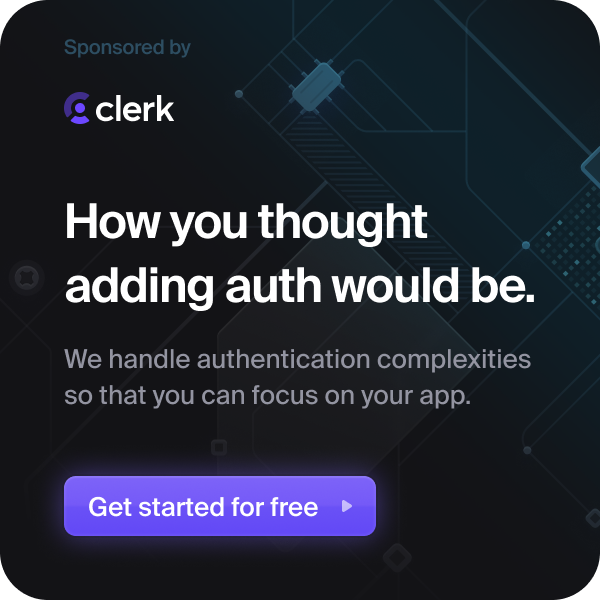 Sponsored by
clerk
How you thought
adding auth would be.
We handle authentication complexities
so that you can focus on your app.
Get started for free